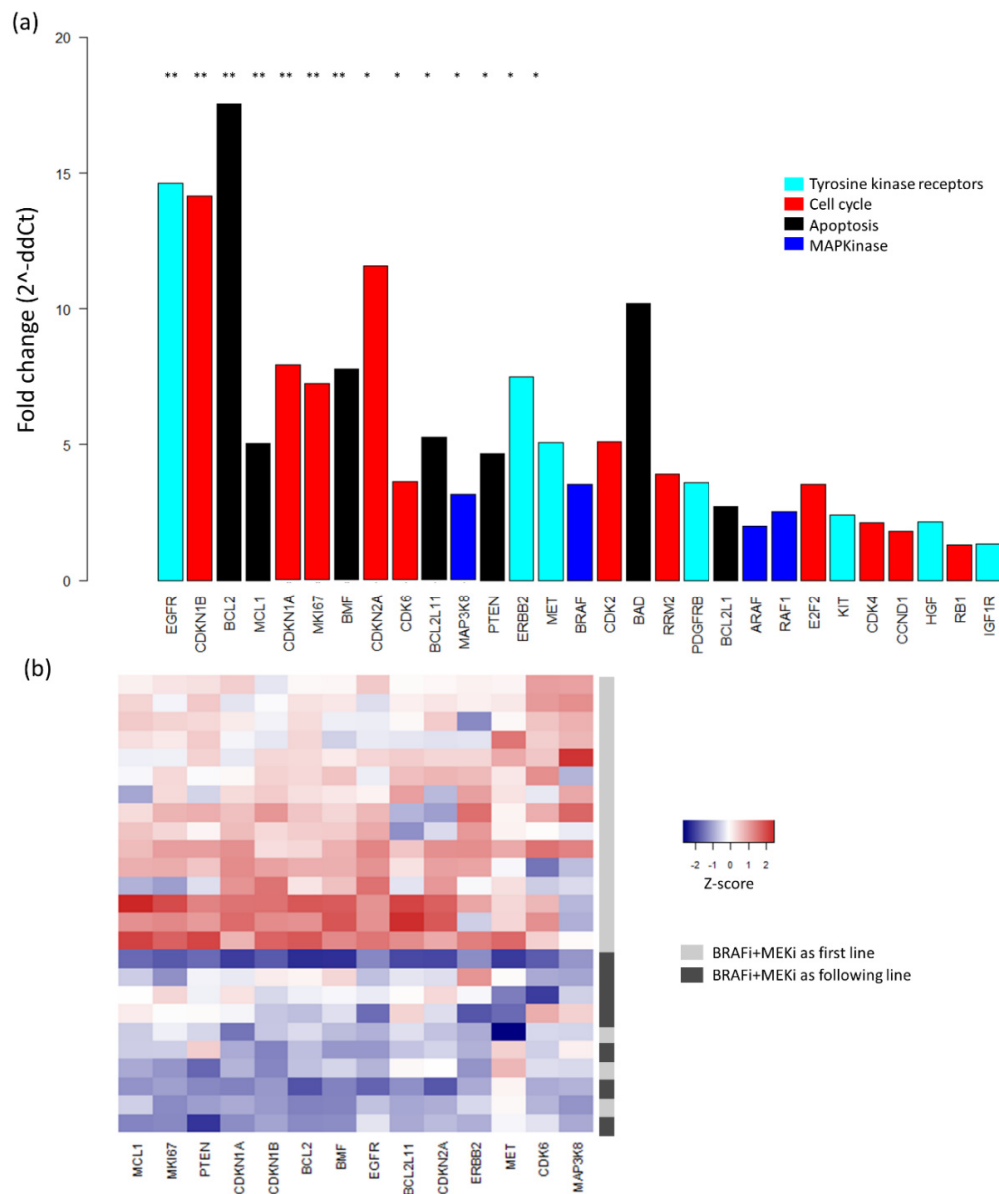 (a)
20
15
10
5
0
Fold change (2^-ddCt)
** ** ** ** ** ** ** * * * * * * *
Tyrosine kinase receptors
Cell cycle
Apoptosis
MAPKinase
EGFR
CDKN1B
BCL2
MCL1
CDKN1A
MKI67
BMF
CDKN2A
CDK6
BCL2L11
MAP3K8
PTEN
ERBB2
MET
BRAF
CDK2
BAD
RRM2
PDGFRB
BCL2L1
ARAF
RAF1
E2F2
KIT
CDK4
CCND1
HGF
RB1
IGF1R
(b)
-2 -1 0 1 2
Z-score
BRAFi+MEKi as first line
BRAFi+MEKi as following line
MCL1
MKI67
PTEN
CDKN1A
CDKN1B
BCL2
BMF
EGFR
BCL2L11
CDKN2A
ERBB2
MET
CDK6
MAP3K8